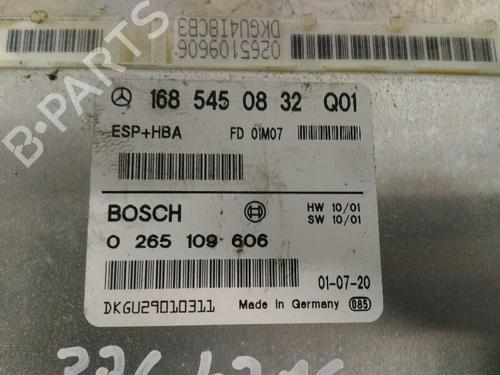 0265109606
DKGU418CB3
168 545 08 32 Q01
ESP+HBA FD 01M07
BOSCH
HW 10/01
SW 10/01
0 265 109 606
01-07-20
DKGU29010311 Made in Germany 085
B-PARTS